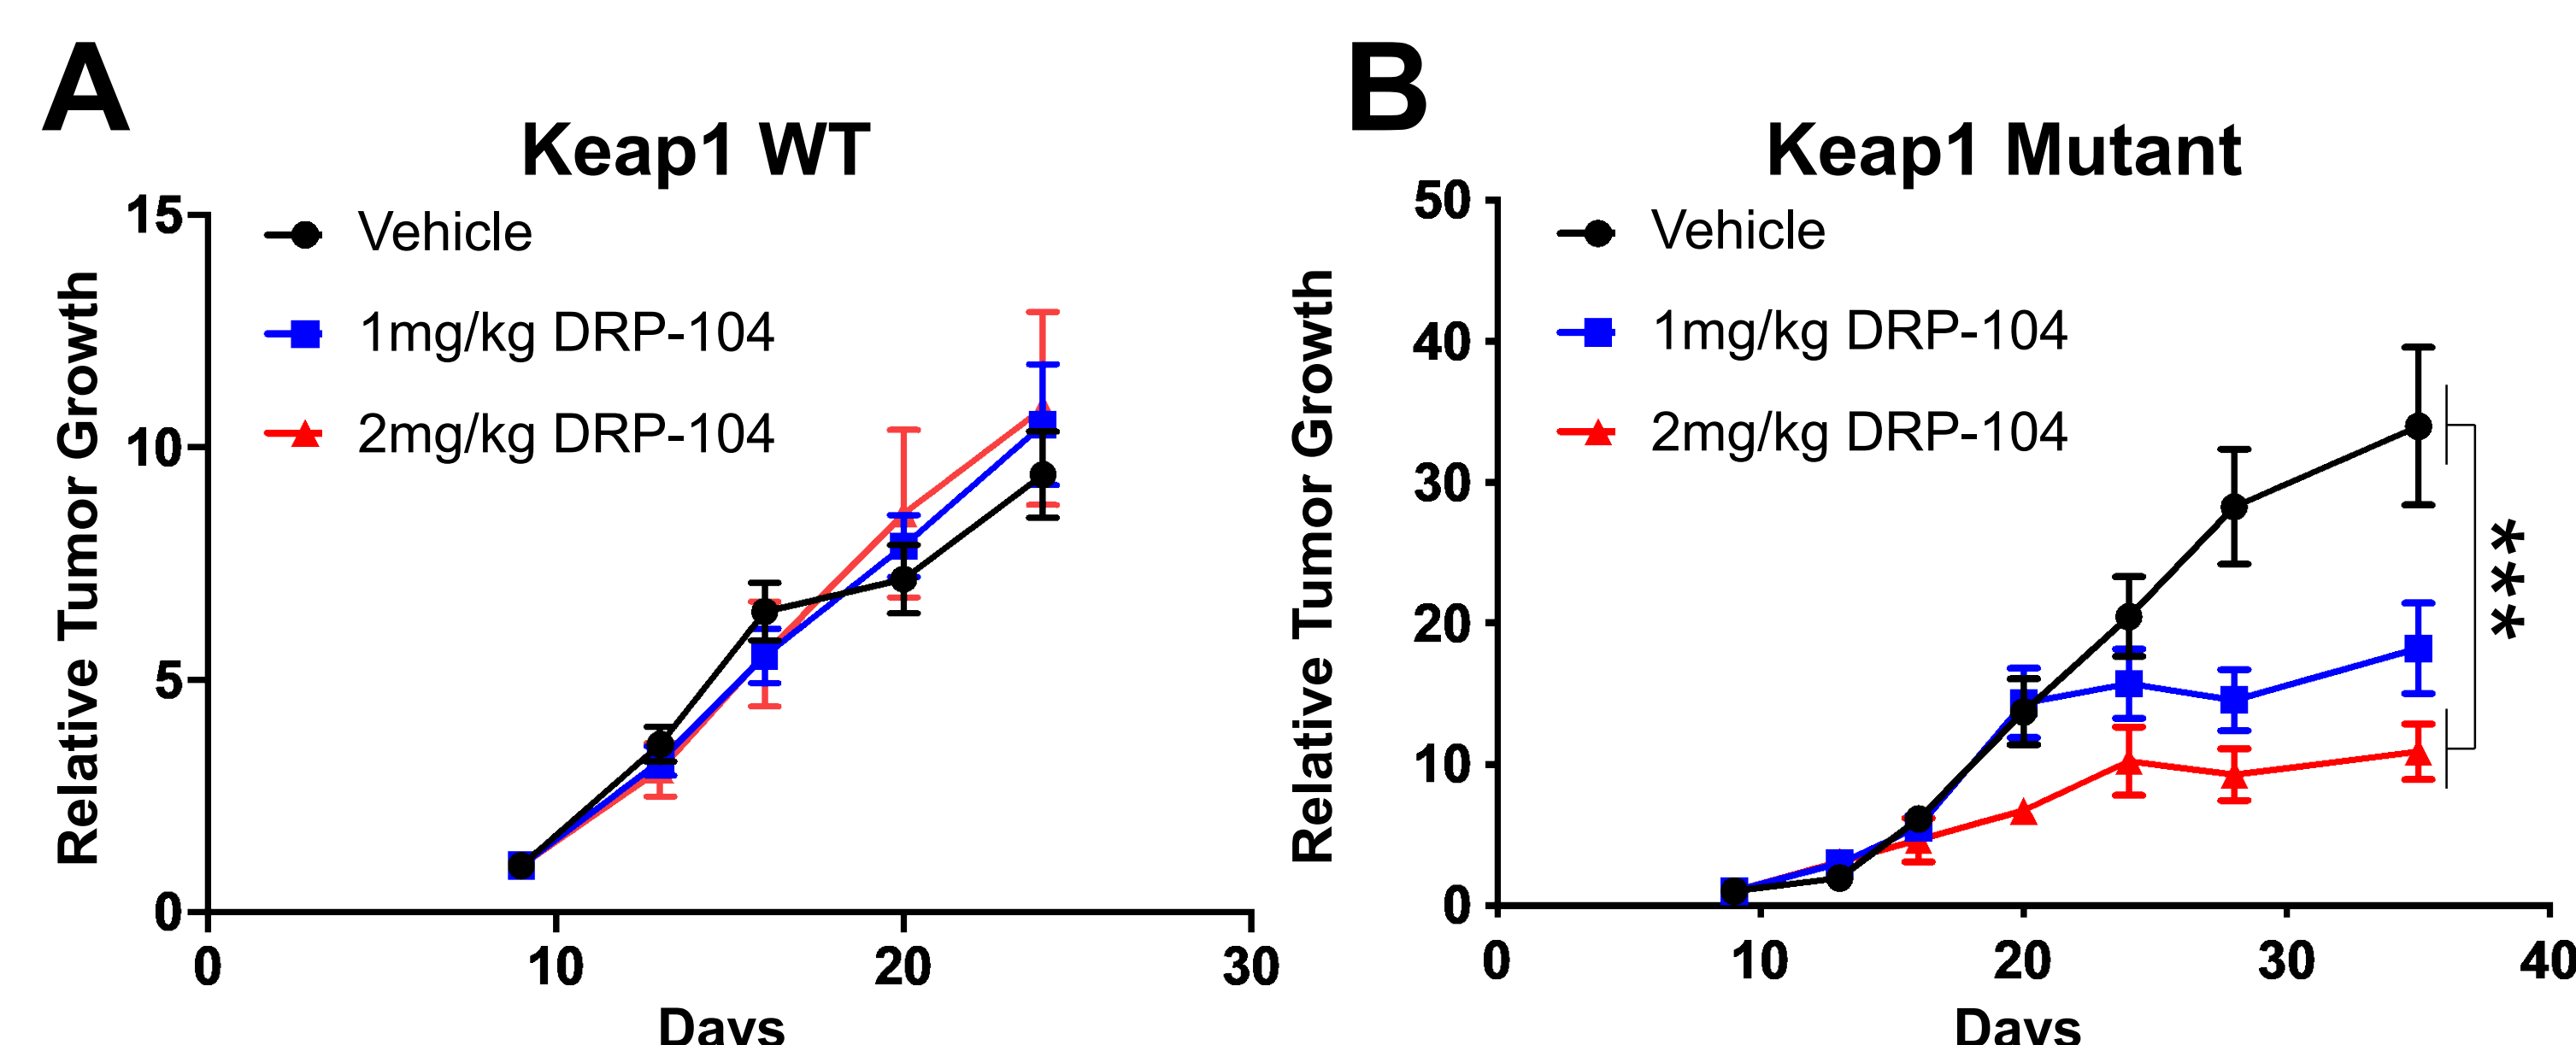 A
Keap1 WT
Relative Tumor Growth
15
10
5
0
Vehicle
1mg/kg DRP-104
2mg/kg DRP-104
0 10 20 30
Days
B
Keap1 Mutant
Relative Tumor Growth
50
40
30
20
10
0
Vehicle
1mg/kg DRP-104
2mg/kg DRP-104
***
0 10 20 30 40
Days